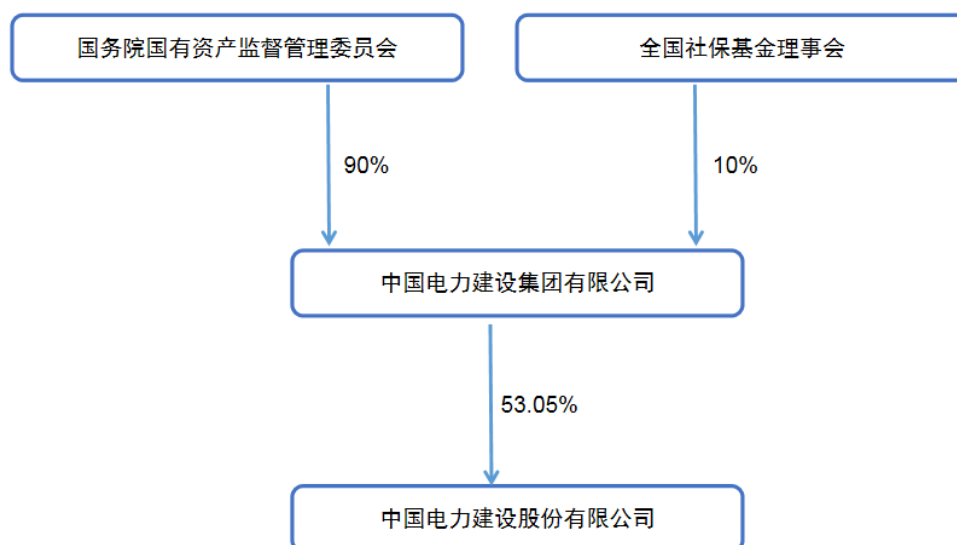 国务院国有资产监督管理委员会
全国社保基金理事会
90%
10%
中国电力建设集团有限公司
53.05%
中国电力建设股份有限公司